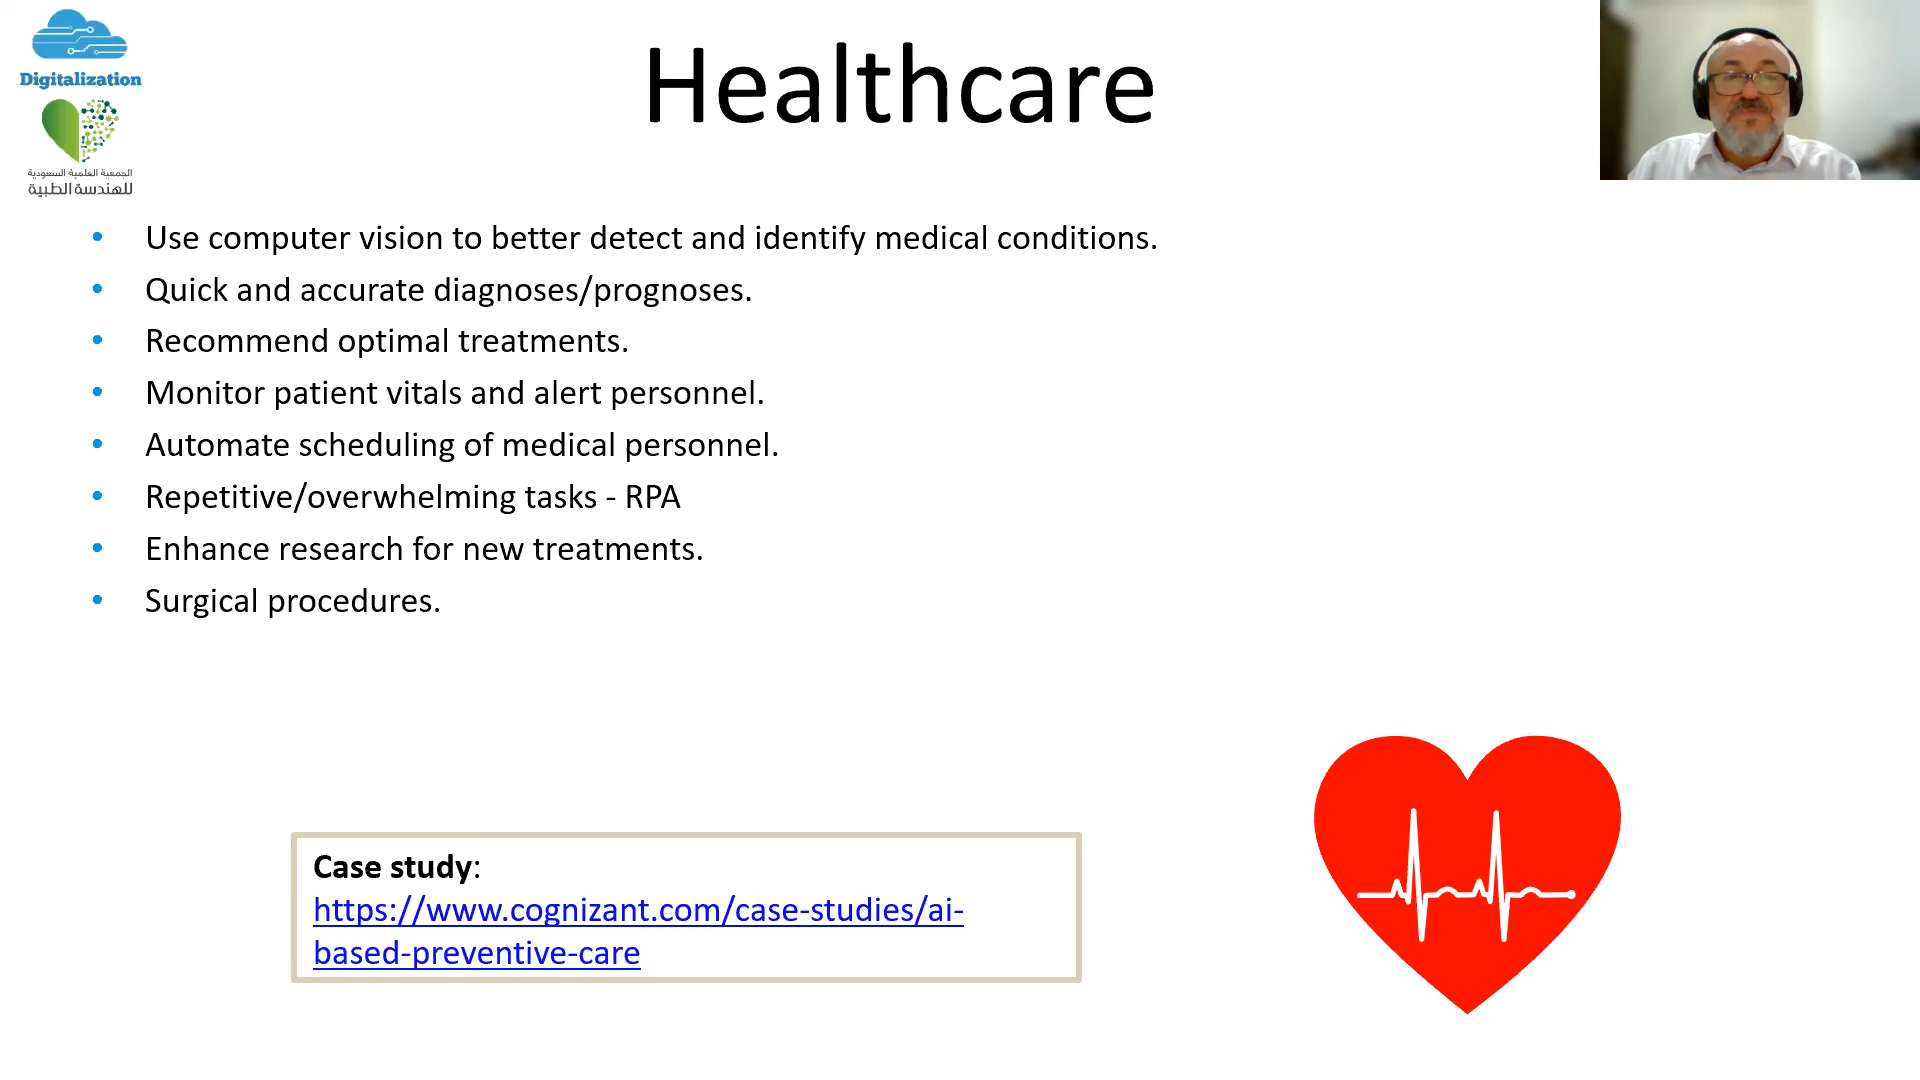 Digitalization
الجمعية العلمية السعودية
للهندسة الطبية
Healthcare
• Use computer vision to better detect and identify medical conditions.
• Quick and accurate diagnoses/prognoses.
• Recommend optimal treatments.
• Monitor patient vitals and alert personnel.
• Automate scheduling of medical personnel.
• Repetitive/overwhelming tasks - RPA
• Enhance research for new treatments.
• Surgical procedures.
Case study:
https://www.cognizant.com/case-studies/ai-
based-preventive-care